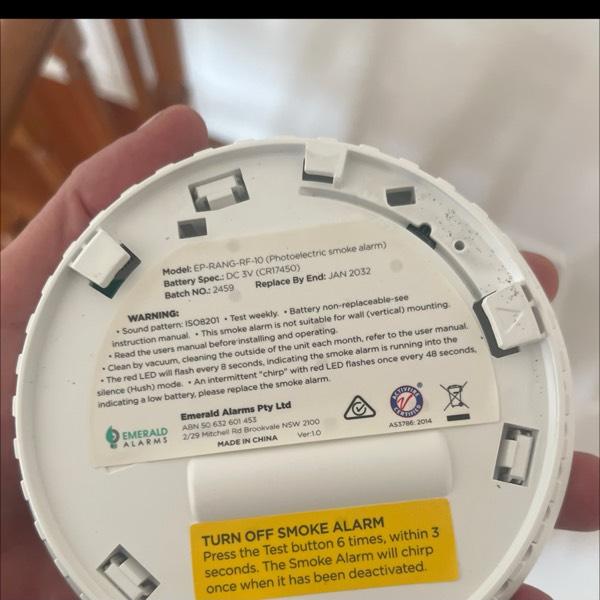 Model: EP-RANG-RF-10 (Photoelectric smoke alarm)
Battery Spec.: DC 3V (CR17450)
Batch NO.: 2459 Replace By End: JAN 2032
WARNING:
• Sound pattern: ISO8201 • Test weekly. • Battery non-replaceable-see
instruction manual. • This smoke alarm is not suitable for wall (vertical) mounting.
• Read the users manual before installing and operating.
• Clean by vacuum, cleaning the outside of the unit each month, refer to the user manual.
• The red LED will flash every 8 seconds, indicating the smoke alarm is running into the
silence (Hush) mode. • An intermittent "chirp" with red LED flashes once every 48 seconds,
indicating a low battery, please replace the smoke alarm.
EMERALD
ALARMS
Emerald Alarms Pty Ltd
ABN 50 632 601 453
2/29 Mitchell Rd Brookvale NSW 2100
MADE IN CHINA Ver:1.0
ACTIVFIRE
CERTIFIED
®
AS3786: 2014
TURN OFF SMOKE ALARM
Press the Test button 6 times, within 3
seconds. The Smoke Alarm will chirp
once when it has been deactivated.